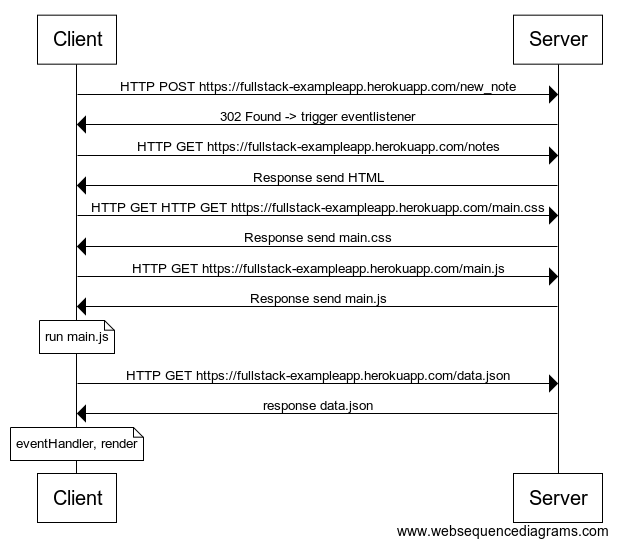 Client
Server
HTTP POST https://fullstack-exampleapp.herokuapp.com/new_note
302 Found -> trigger eventlistener
HTTP GET https://fullstack-exampleapp.herokuapp.com/notes
Response send HTML
HTTP GET HTTP GET https://fullstack-exampleapp.herokuapp.com/main.css
Response send main.css
HTTP GET https://fullstack-exampleapp.herokuapp.com/main.js
Response send main.js
run main.js
HTTP GET https://fullstack-exampleapp.herokuapp.com/data.json
response data.json
eventHandler, render
Client
Server
www.websequencediagrams.com